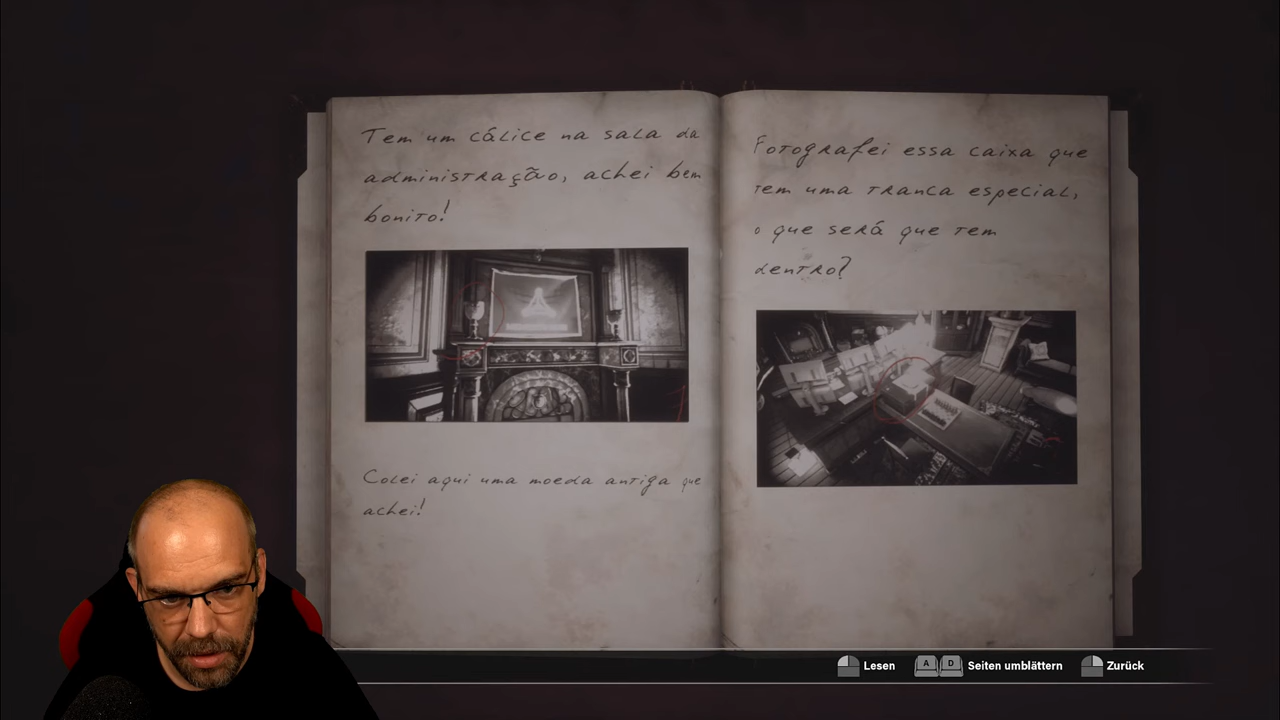 Tem um cálice na sala da
administração, achei bem
bonito!
Colei aqui uma moeda antiga que
achei!
Fotografei essa caixa que
tem uma tranca especial,
o que será que tem
dentro?
Lesen
A D Seiten umblättern
Zurück